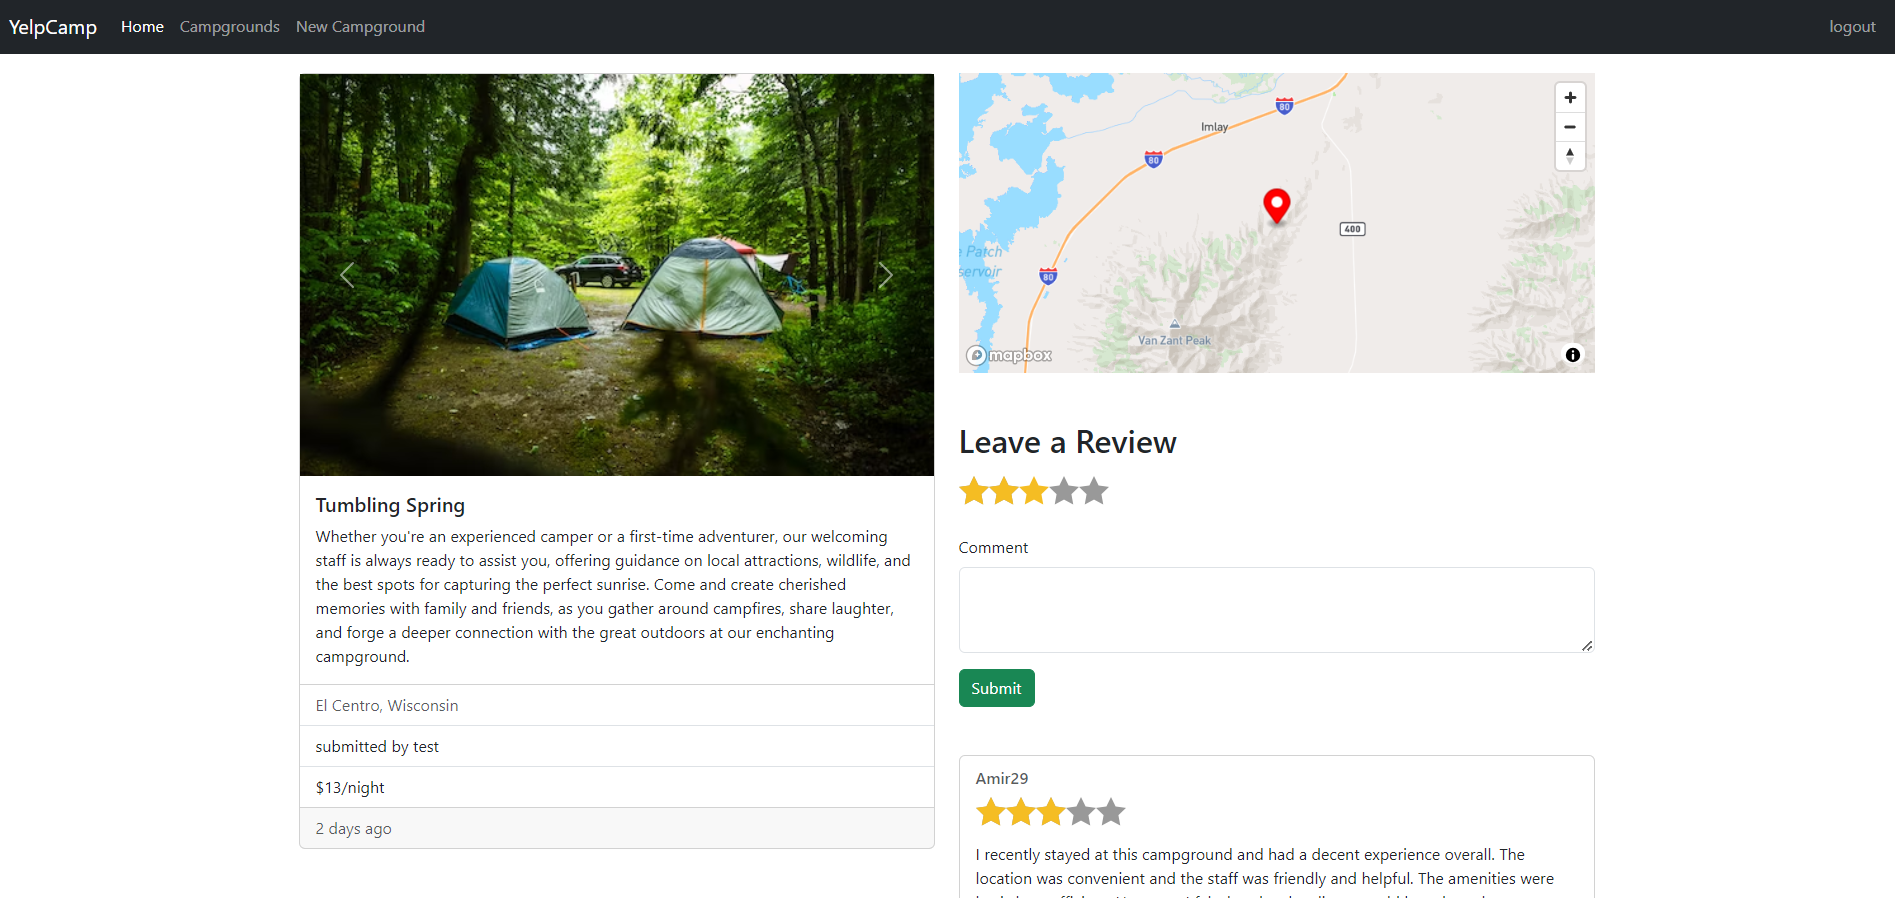 YelpCamp Home Campgrounds New Campground logout
Tumbling Spring
Whether you're an experienced camper or a first-time adventurer, our welcoming
staff is always ready to assist you, offering guidance on local attractions, wildlife, and
the best spots for capturing the perfect sunrise. Come and create cherished
memories with family and friends, as you gather around campfires, share laughter,
and forge a deeper connection with the great outdoors at our enchanting
campground.
El Centro, Wisconsin
submitted by test
$13/night
2 days ago
80
Imlay
80
400
e Patch
servoir
80
Van Zant Peak
mapbox
Leave a Review
Comment
Submit
Amir29
I recently stayed at this campground and had a decent experience overall. The
location was convenient and the staff was friendly and helpful. The amenities were